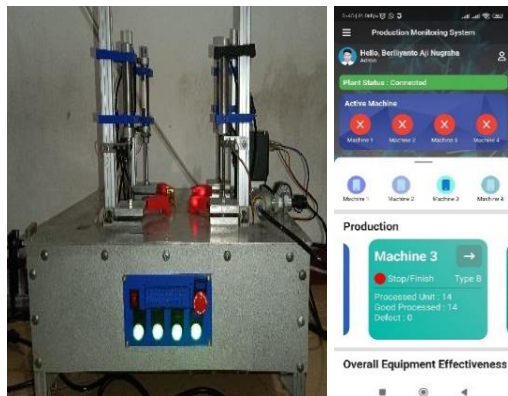 Production Monitoring System
Hello, Berliyanto Aji Nugraha
Admin
Plant Status : Connected
Active Machine
Machine 1 Machine 2 Machine 3 Machine 4
Machine 1 Machine 2 Machine 3 Machine 4
Production
Machine 3
Stop/Finish Type B
Processed Unit : 14
Good Processed : 14
Defect : 0
Overall Equipment Effectiveness